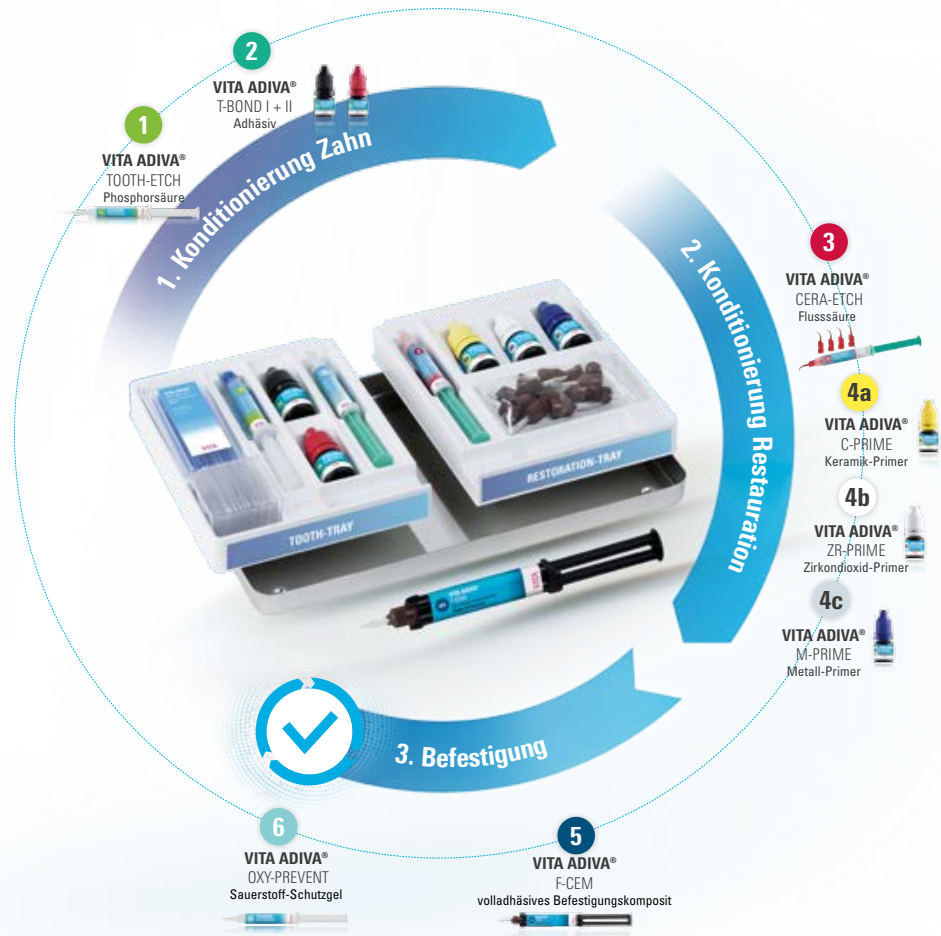 1
VITA ADIVA®
TOOTH-ETCH
Phosphorsäure
2
VITA ADIVA®
T-BOND I + II
Adhäsiv
1. Konditionierung Zahn
2. Konditionierung Restauration
3
VITA ADIVA®
CERA-ETCH
Flusssäure
4a
VITA ADIVA®
C-PRIME
Keramik-Primer
4b
VITA ADIVA®
ZR-PRIME
Zirkondioxid-Primer
4c
VITA ADIVA®
M-PRIME
Metall-Primer
TOOTH-TRAY
RESTORATION-TRAY
VITA
3. Befestigung
5
VITA ADIVA®
F-CEM
volladhäsives Befestigungskomposit
6
VITA ADIVA®
OXY-PREVENT
Sauerstoff-Schutzgel